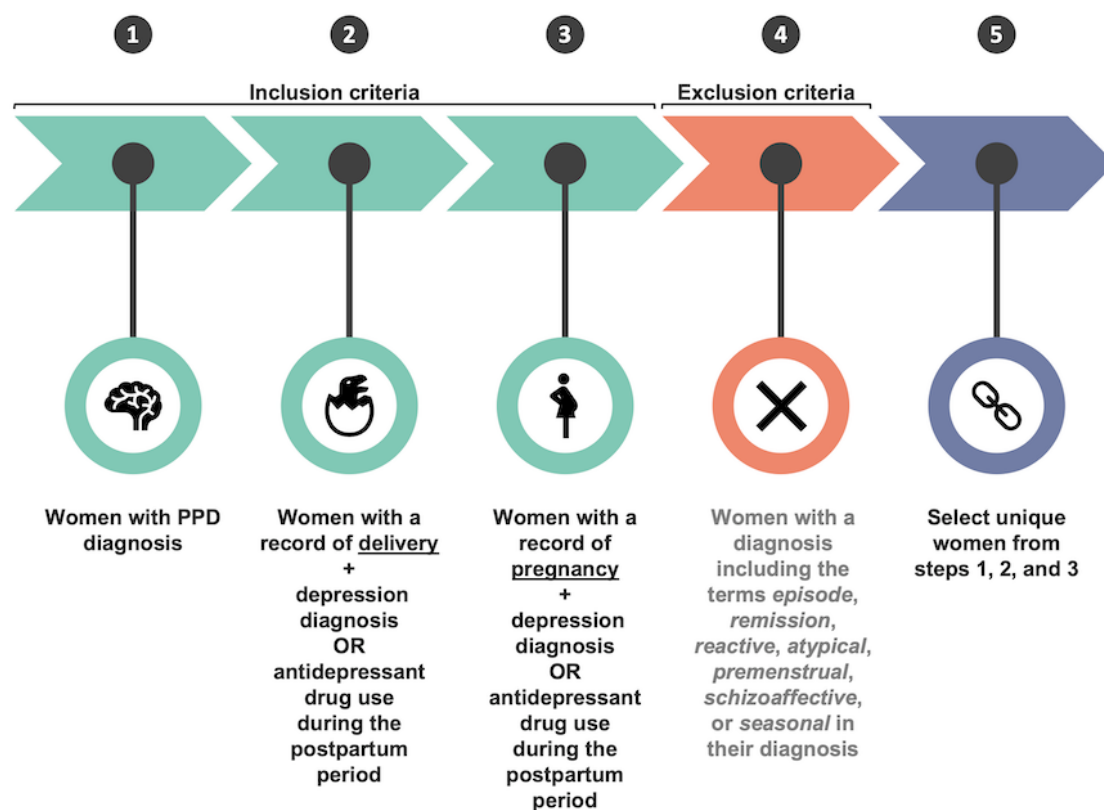 1
2
3
4
5
Inclusion criteria
Exclusion criteria
Women with PPD
diagnosis
Women with a
record of delivery
+
depression
diagnosis
OR
antidepressant
drug use
during the
postpartum
period
Women with a
record of
pregnancy
+
depression
diagnosis
OR
antidepressant
drug use
during the
postpartum
period
Women with a
diagnosis
including the
terms episode,
remission,
reactive, atypical,
premenstrual,
schizoaffective,
or seasonal in
their diagnosis
Select unique
women from
steps 1, 2, and 3